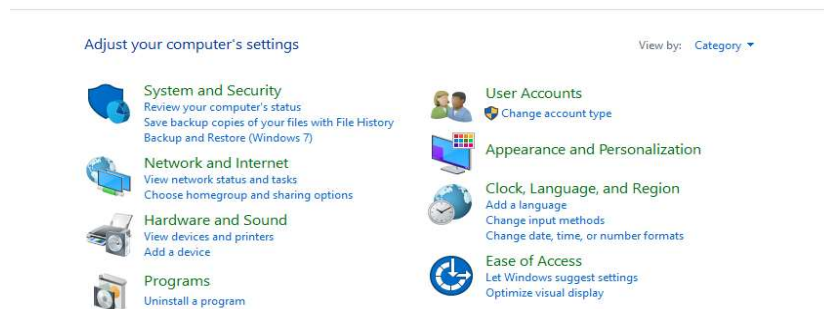 Adjust your computer's settings
View by: Category
System and Security
Review your computer's status
Save backup copies of your files with File History
Backup and Restore (Windows 7)
Network and Internet
View network status and tasks
Choose homegroup and sharing options
Hardware and Sound
View devices and printers
Add a device
Programs
Uninstall a program
User Accounts
Change account type
Appearance and Personalization
Clock, Language, and Region
Add a language
Change input methods
Change date, time, or number formats
Ease of Access
Let Windows suggest settings
Optimize visual display